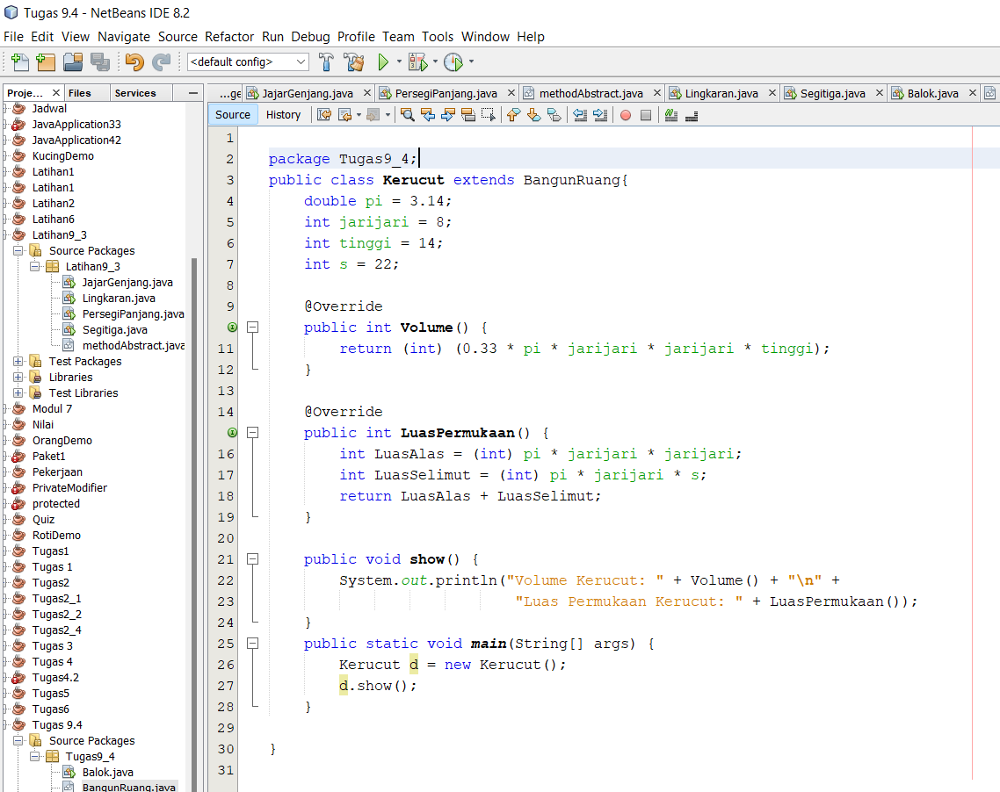 Tugas 9.4 - NetBeans IDE 8.2
File Edit View Navigate Source Refactor Run Debug Profile Team Tools Window Help
<default config>
Proje... Files Services
...ge JajarGenjang.java PersegiPanjang.java methodAbstract.java Lingkaran.java Segitiga.java Balok.java
Source History
Jadwal
JavaApplication33
JavaApplication42
KucingDemo
Latihan1
Latihan1
Latihan2
Latihan6
Latihan9_3
Source Packages
Latihan9_3
JajarGenjang.java
Lingkaran.java
PersegiPanjang.java
Segitiga.java
methodAbstract.java
Test Packages
Libraries
Test Libraries
Modul 7
Nilai
OrangDemo
Paket1
Pekerjaan
PrivateModifier
protected
Quiz
RotiDemo
Tugas1
Tugas 1
Tugas2
Tugas2_1
Tugas2_2
Tugas2_4
Tugas 3
Tugas 4
Tugas4.2
Tugas5
Tugas6
Tugas 9.4
Source Packages
Tugas9_4
Balok.java
BangunRuang.java
1
2 package Tugas9_4;
3 public class Kerucut extends BangunRuang{
4 double pi = 3.14;
5 int jarijari = 8;
6 int tinggi = 14;
7 int s = 22;
8
9 @Override
public int Volume() {
11 return (int) (0.33 * pi * jarijari * jarijari * tinggi);
12 }
13
14 @Override
public int LuasPermukaan() {
16 int LuasAlas = (int) pi * jarijari * jarijari;
17 int LuasSelimut = (int) pi * jarijari * s;
18 return LuasAlas + LuasSelimut;
19 }
20
21 public void show() {
22 System.out.println("Volume Kerucut: " + Volume() + "\n" +
23 "Luas Permukaan Kerucut: " + LuasPermukaan());
24 }
25 public static void main(String[] args) {
26 Kerucut d = new Kerucut();
27 d.show();
28 }
29
30 }
31